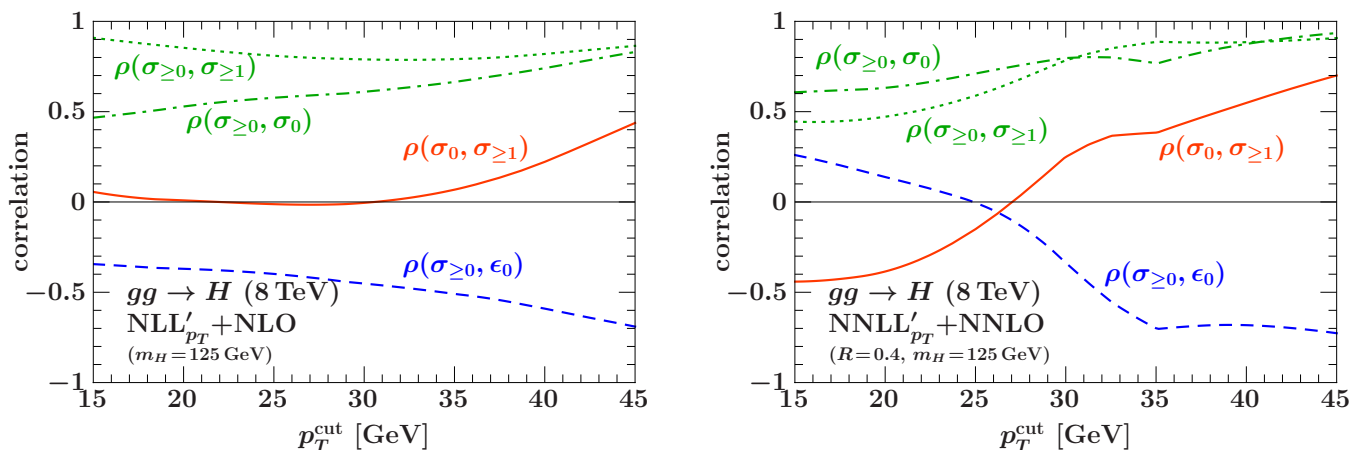 1
0.5
0
−0.5
−1
correlation
ρ(σ≥0, σ≥1)
ρ(σ≥0, σ0)
ρ(σ0, σ≥1)
ρ(σ≥0, ϵ0)
gg → H (8 TeV)
NLL′pT+NLO
(mH=125 GeV)
15 20 25 30 35 40 45
pTcut [GeV]
1
0.5
0
−0.5
−1
correlation
ρ(σ≥0, σ0)
ρ(σ≥0, σ≥1)
ρ(σ0, σ≥1)
ρ(σ≥0, ϵ0)
gg → H (8 TeV)
NNLL′pT+NNLO
(R=0.4, mH=125 GeV)
15 20 25 30 35 40 45
pTcut [GeV]